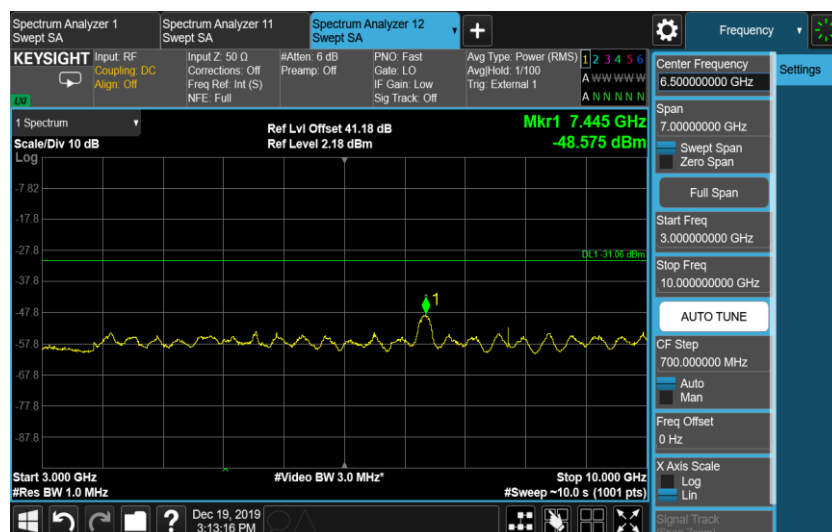 Spectrum Analyzer 1
Swept SA
Spectrum Analyzer 11
Swept SA
Spectrum Analyzer 12
Swept SA
Frequency
KEYSIGHT
Input: RF
Coupling: DC
Align: Off
Input Z: 50 Ω
Corrections: Off
Freq Ref: Int (S)
NFE: Full
#Atten: 6 dB
Preamp: Off
PNO: Fast
Gate: LO
IF Gain: Low
Sig Track: Off
Avg Type: Power (RMS)
Avg|Hold: 1/100
Trig: External 1
1 2 3 4 5 6
A W W W W W
A N N N N N
LXI
1 Spectrum
Scale/Div 10 dB
Log
Ref Lvl Offset 41.18 dB
Ref Level 2.18 dBm
Mkr1 7.445 GHz
-48.575 dBm
-7.82
-17.8
-27.8
-37.8
-47.8
-57.8
-67.8
-77.8
-87.8
DL1 -31.06 dBm
1
Start 3.000 GHz
#Res BW 1.0 MHz
#Video BW 3.0 MHz*
Stop 10.000 GHz
#Sweep ~10.0 s (1001 pts)
Dec 19, 2019
3:13:16 PM
Center Frequency
6.500000000 GHz
Span
7.00000000 GHz
Swept Span
Zero Span
Full Span
Start Freq
3.000000000 GHz
Stop Freq
10.000000000 GHz
AUTO TUNE
CF Step
700.000000 MHz
Auto
Man
Freq Offset
0 Hz
X Axis Scale
Log
Lin
Signal Track
(Span Zoom)
Settings